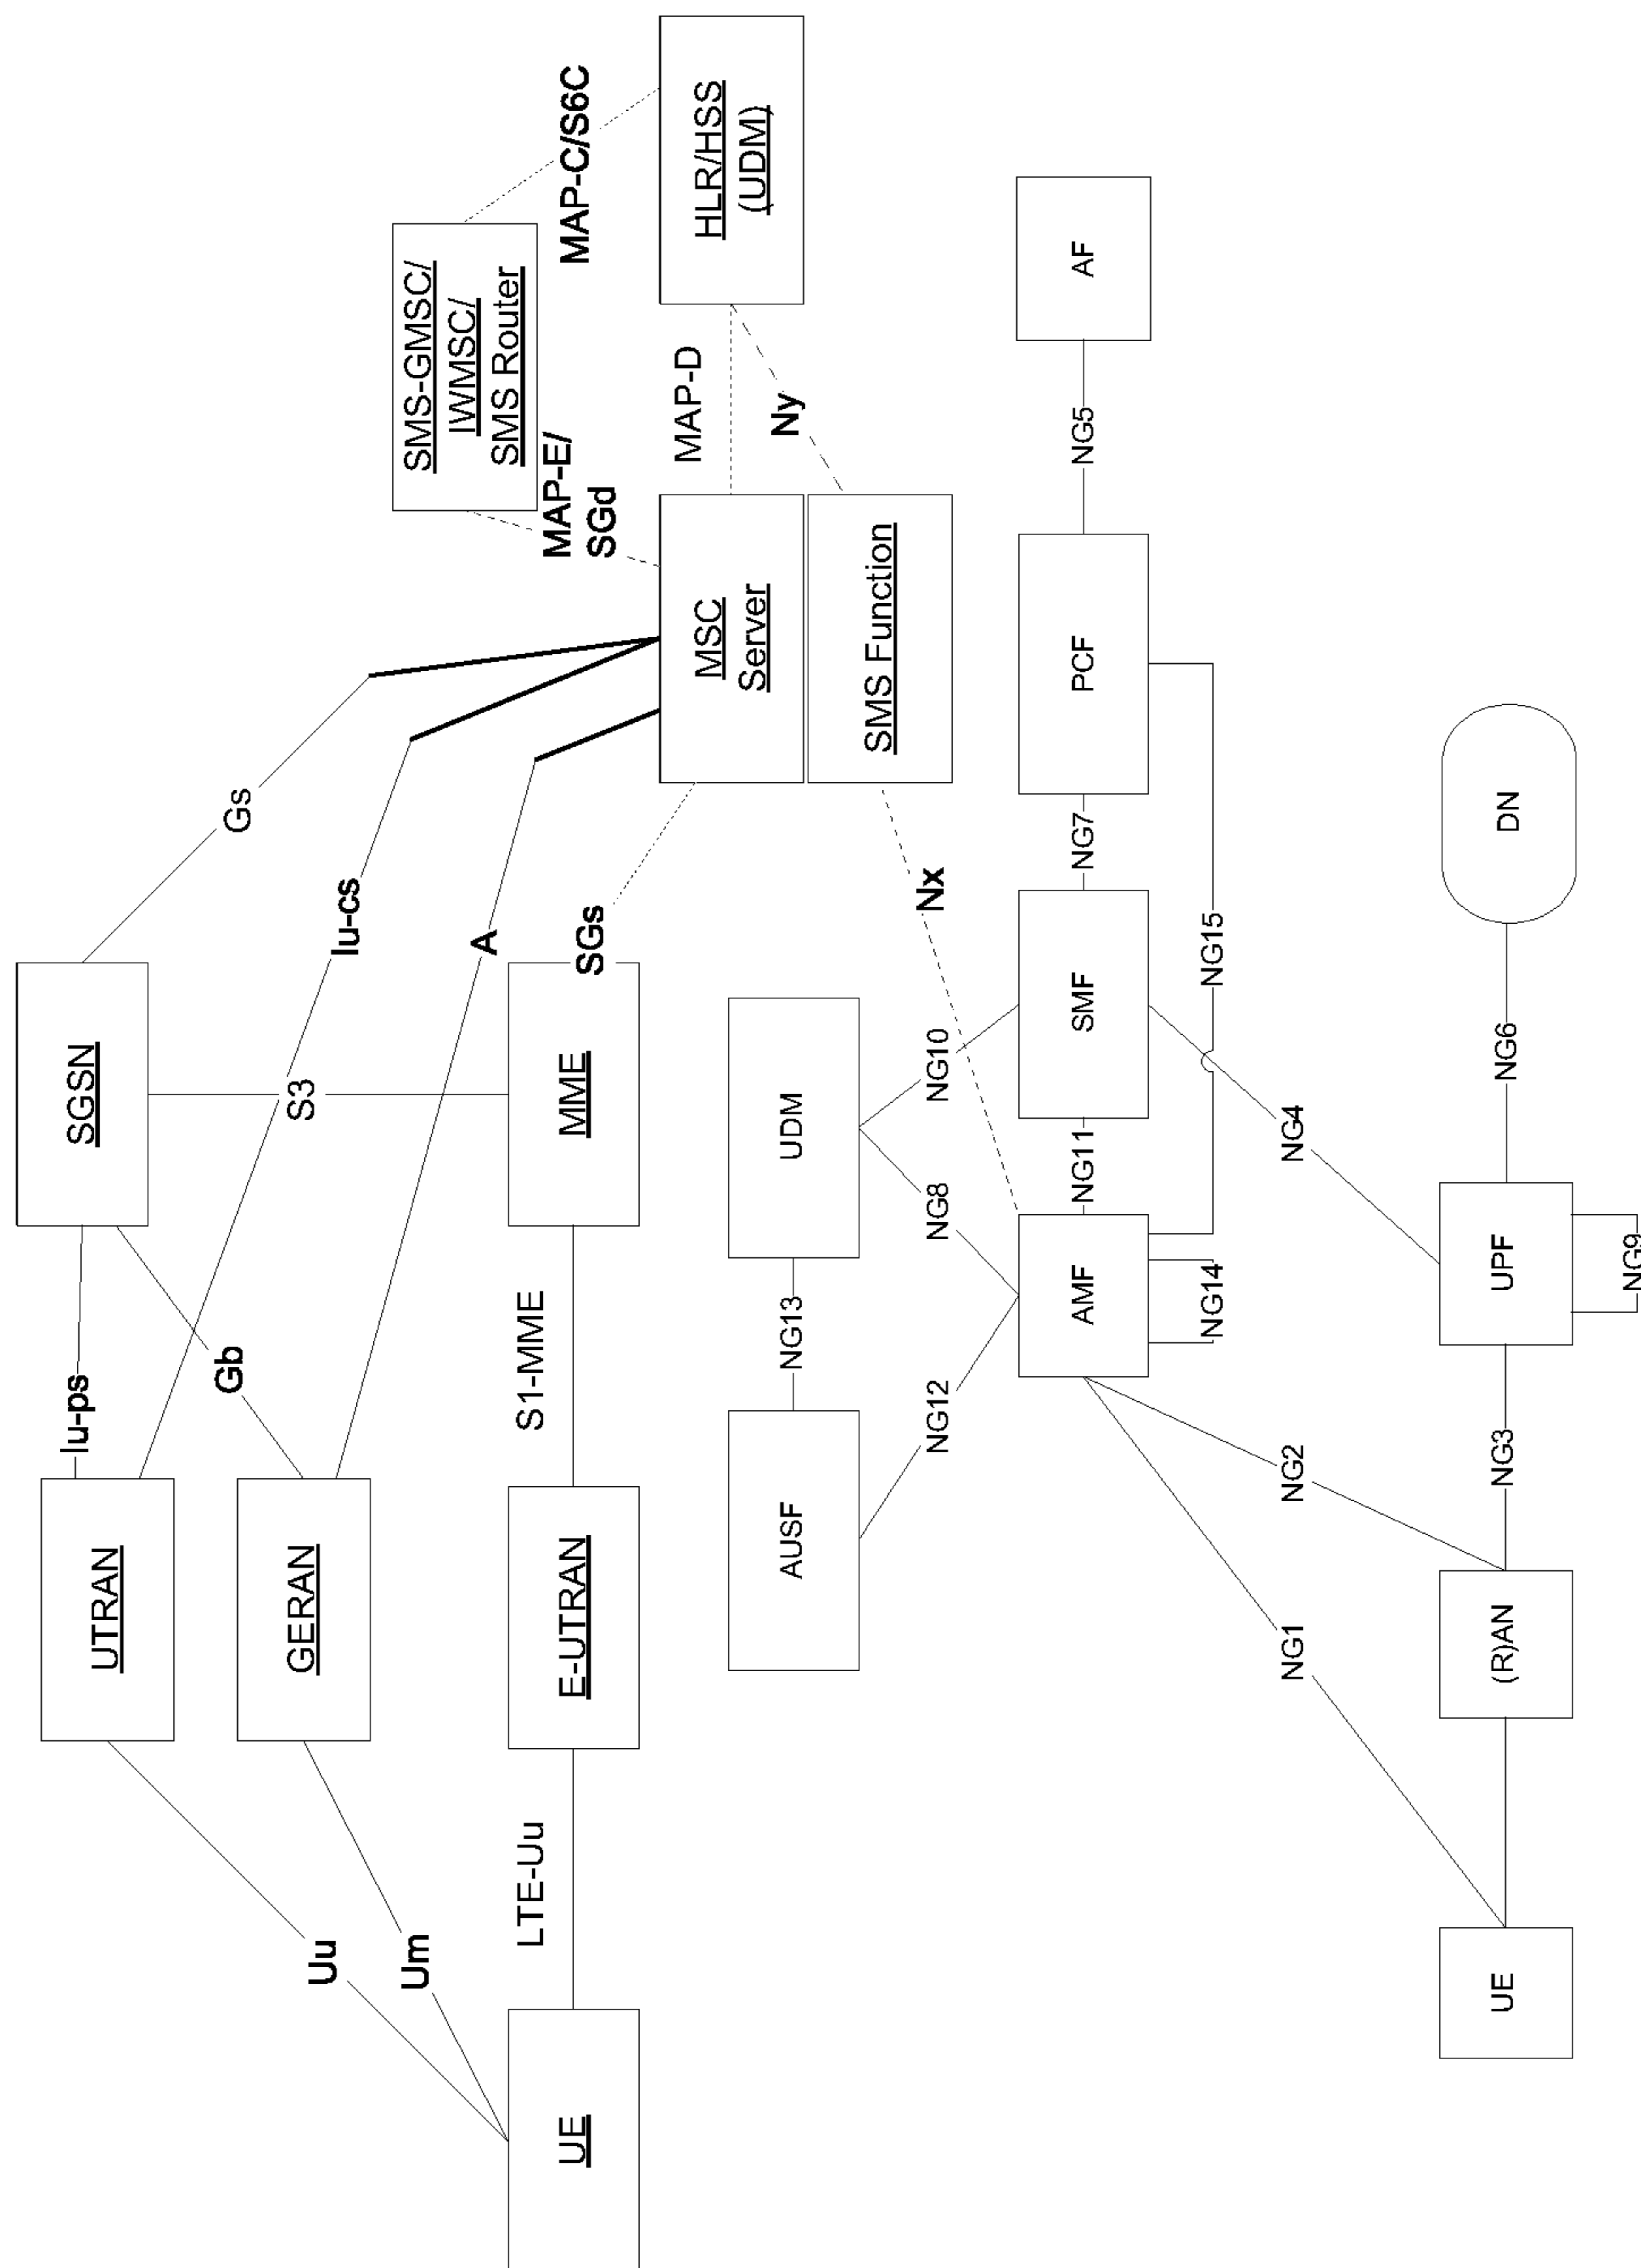 SGSN
Gs
Iu-ps
UTRAN
Gb
GERAN
Iu-cs
S3
A
Uu
Um
SMS-GMSC/
IWMSC/
SMS Router
MAP-C/S6C
MAP-E/
SGd
UE
LTE-Uu
E-UTRAN
S1-MME
MME
SGs
MSC
Server
MAP-D
HLR/HSS
(UDM)
Ny
SMS Function
Nx
AUSF
NG13
UDM
NG12
NG8
NG10
AMF
NG11
SMF
NG7
PCF
NG5
AF
NG14
NG15
NG1
NG2
NG4
UE
(R)AN
NG3
UPF
NG6
DN
NG9